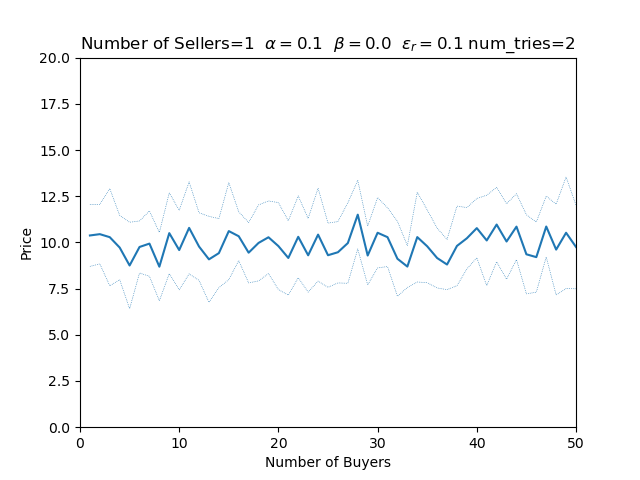 Number of Sellers=1 α = 0.1 β = 0.0 ε_r = 0.1 num_tries=2
20.0
17.5
15.0
12.5
10.0
7.5
5.0
2.5
0.0
Price
0 10 20 30 40 50
Number of Buyers